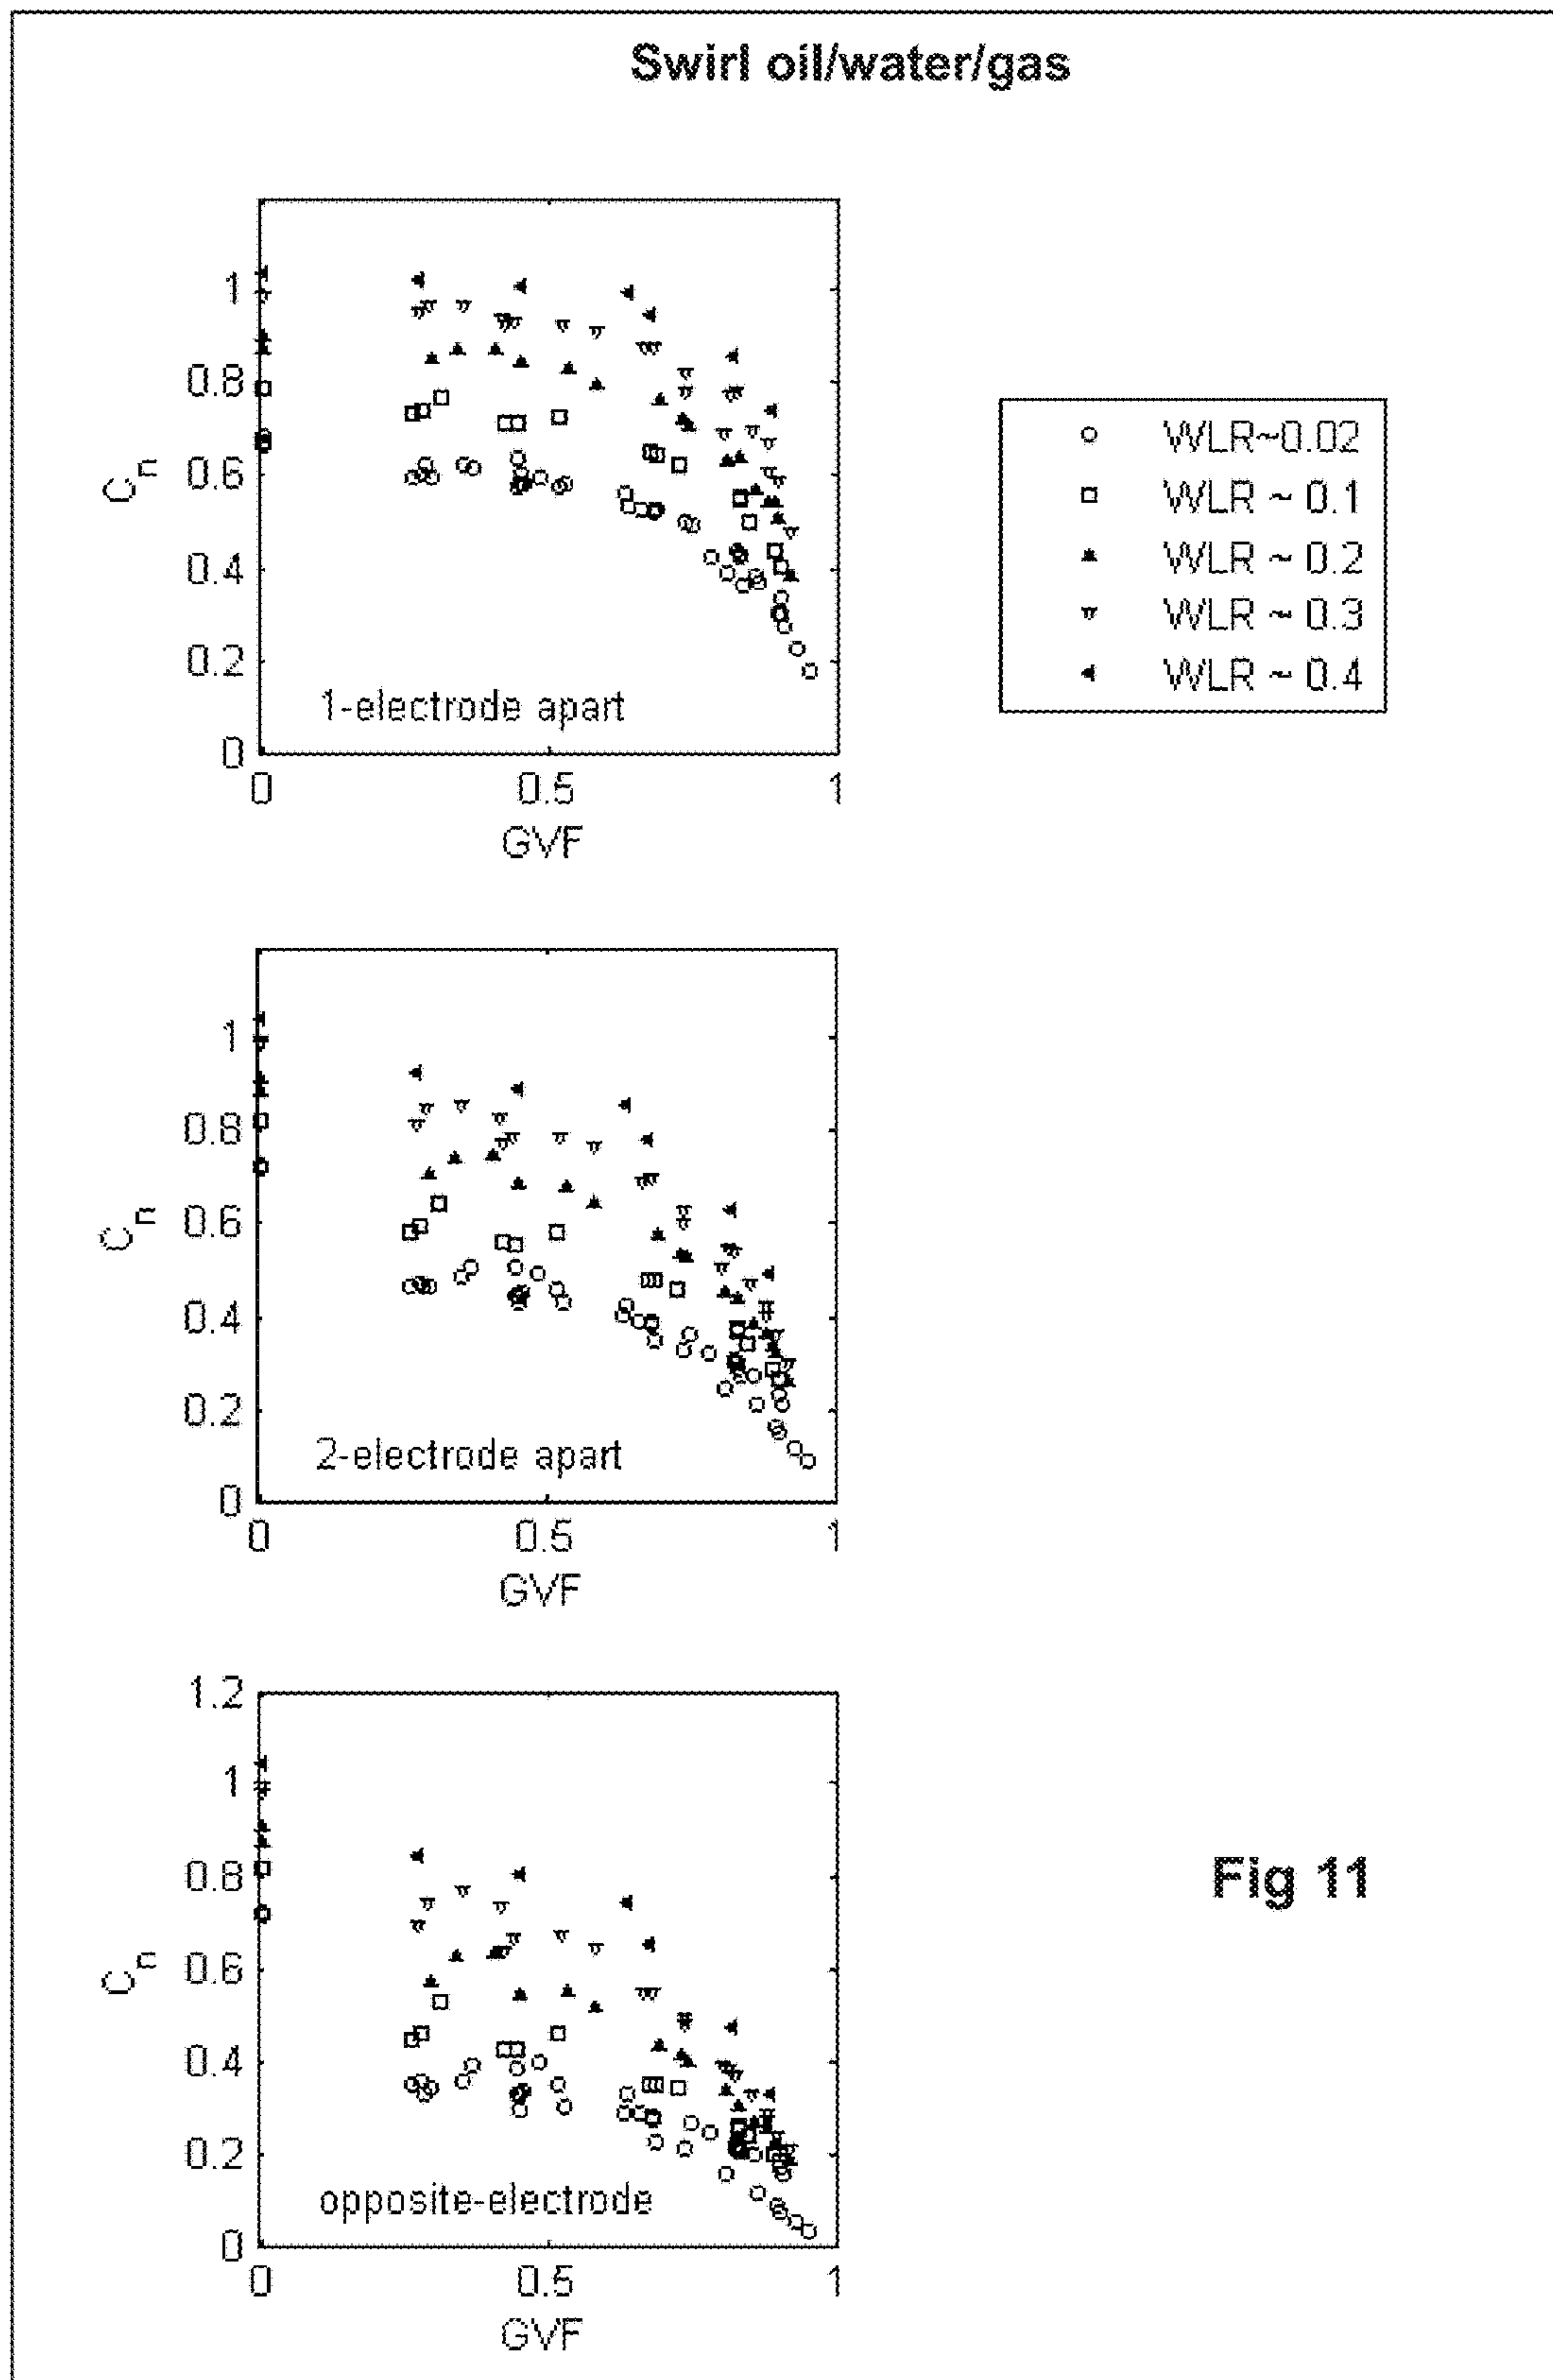 Swirl oil/water/gas
1
0.8
0.6
0.4
0.2
0
C_n
1-electrode apart
0
0.5
1
GVF
WLR~0.02
WLR ~ 0.1
WLR ~ 0.2
WLR ~ 0.3
WLR ~ 0.4
1
0.8
0.6
0.4
0.2
0
C_n
2-electrode apart
0
0.5
1
GVF
1.2
1
0.8
0.6
0.4
0.2
0
C_n
opposite-electrode
0
0.5
1
GVF
Fig 11